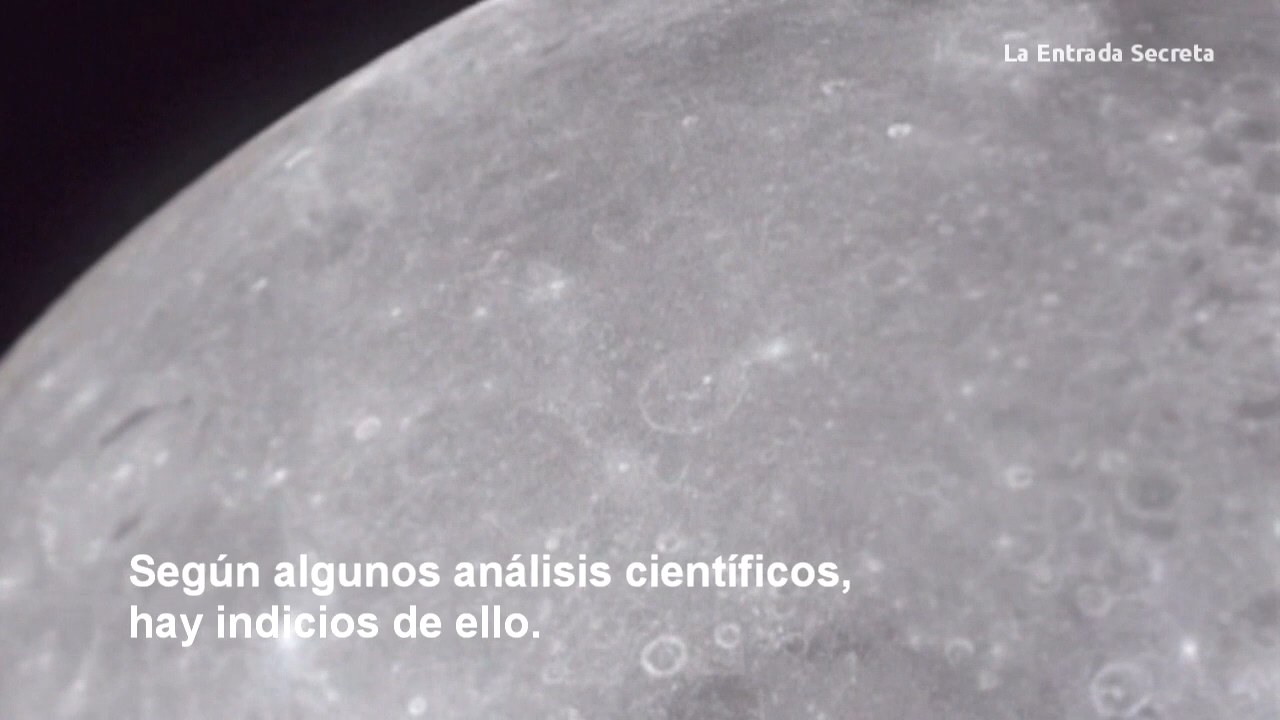 La Entrada Secreta
Según algunos análisis científicos,
hay indicios de ello.